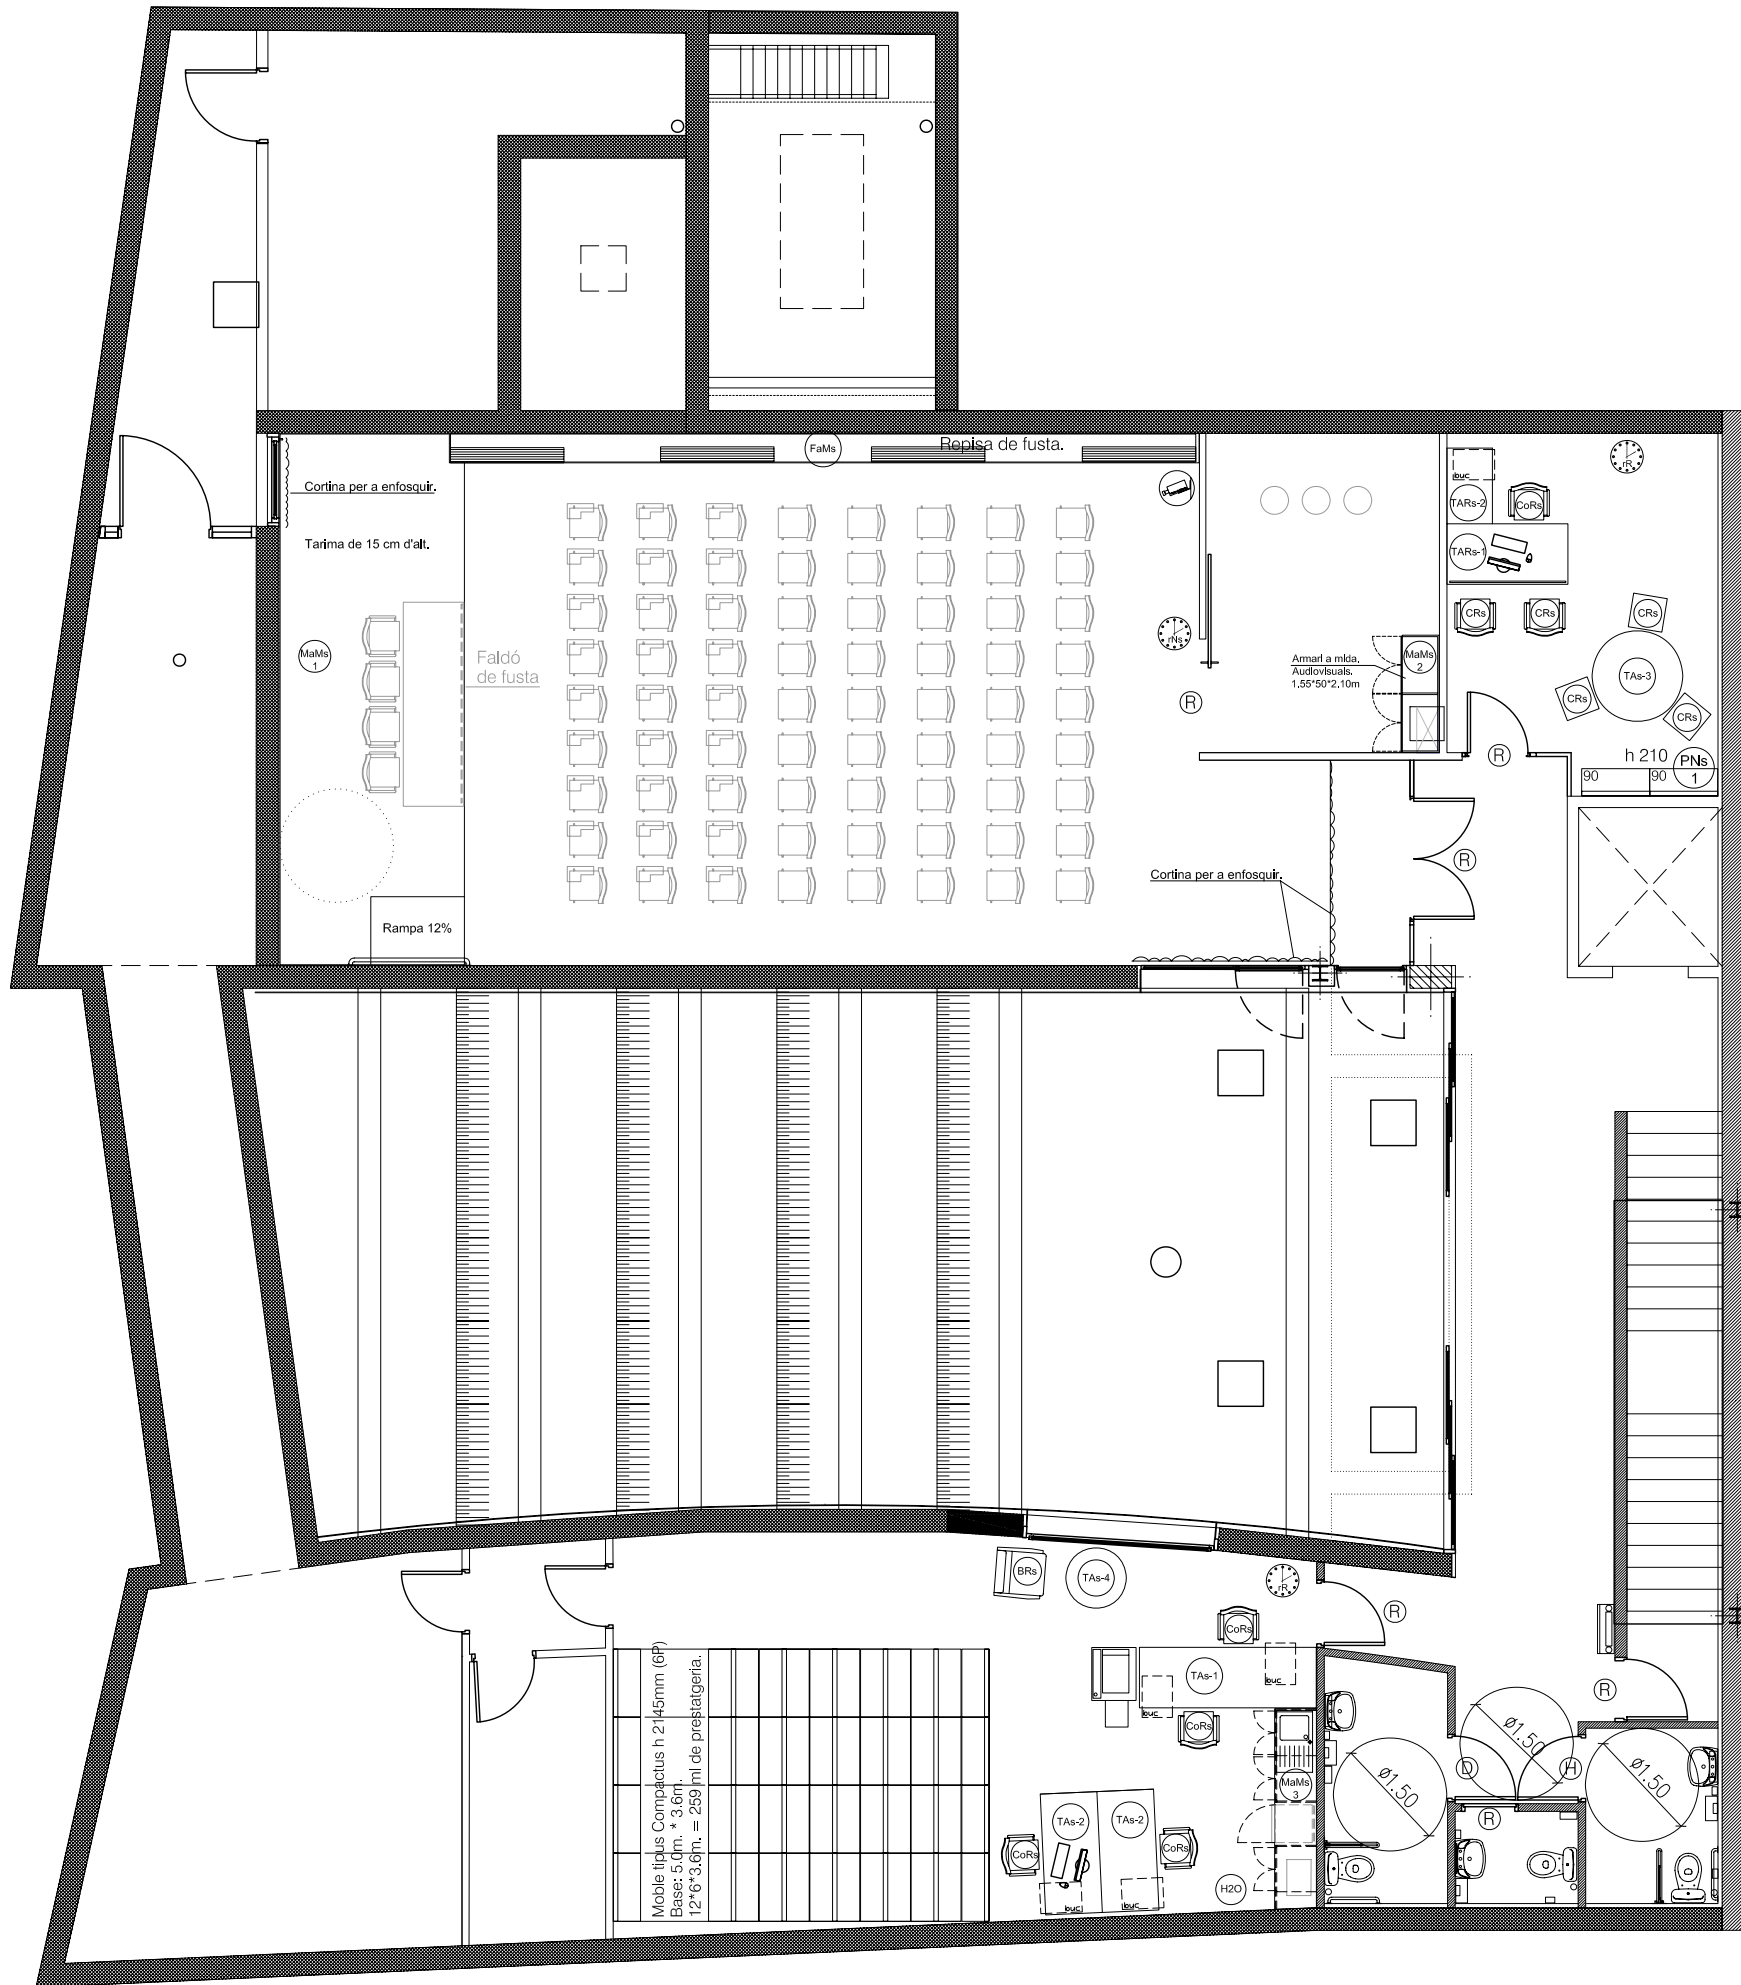 FaMs
Repisa de fusta.
Cortina per a enfosquir.
Tarima de 15 cm d'alt.
MaMs
1
Faldó
de fusta
rNs
R
Armari a mida.
Audiovisuals.
1.55*50*2.10m
MaMs
2
buc
TARs-2
CoRs
rR
TARs-1
CRs
CRs
CRs
TAs-3
CRs
CRs
R
h 210
PNs
1
90
90
R
Cortina per a enfosquir.
Rampa 12%
BRs
TAs-4
rR
R
CoRs
TAs-1
buc
buc
CoRs
R
Moble tipus Compactus h 2145mm (6P)
Base: 5.0m. * 3.6m.
12*6*3.6m. = 259 ml de prestatgeria.
MaMs
3
Ø1.50
Ø1.50
Ø1.50
D
H
R
TAs-2
TAs-2
CoRs
CoRs
buc
buc
H2O